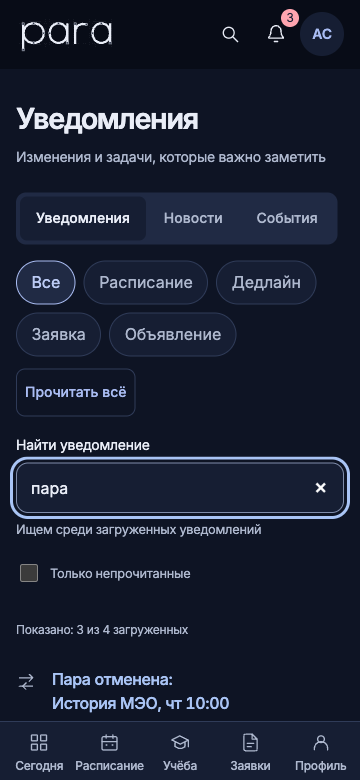 para
3
АС
Уведомления
Изменения и задачи, которые важно заметить
Уведомления Новости События
Все Расписание Дедлайн
Заявка Объявление
Прочитать всё
Найти уведомление
пара
Ищем среди загруженных уведомлений
Только непрочитанные
Показано: 3 из 4 загруженных
Пара отменена:
История МЭО, чт 10:00
Сегодня Расписание Учёба Заявки Профиль